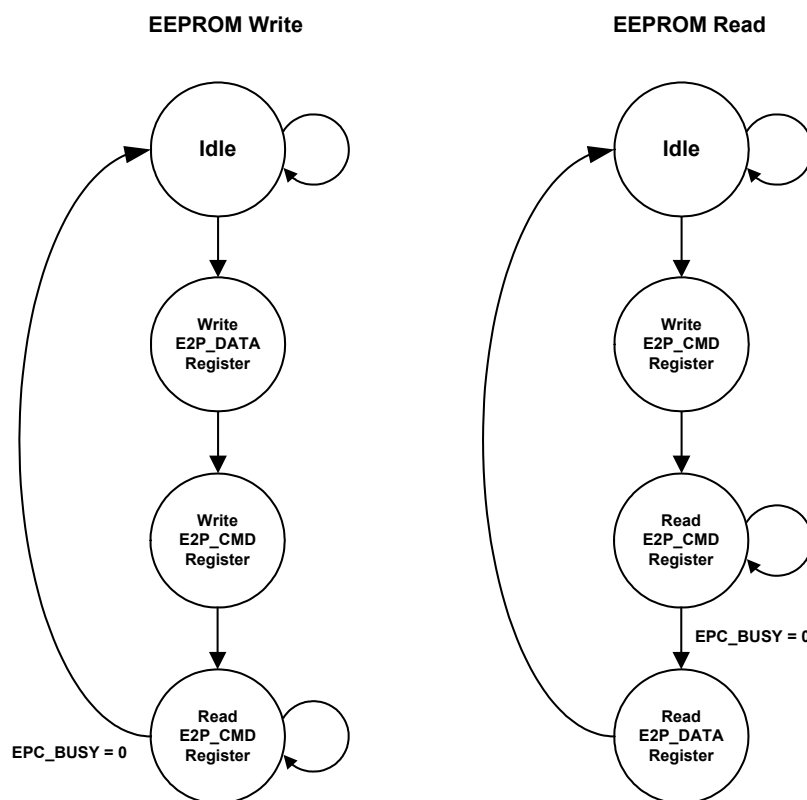 EEPROM Write
Idle
Write
E2P_DATA
Register
Write
E2P_CMD
Register
Read
E2P_CMD
Register
EPC_BUSY = 0
EEPROM Read
Idle
Write
E2P_CMD
Register
Read
E2P_CMD
Register
EPC_BUSY = 0
Read
E2P_DATA
Register